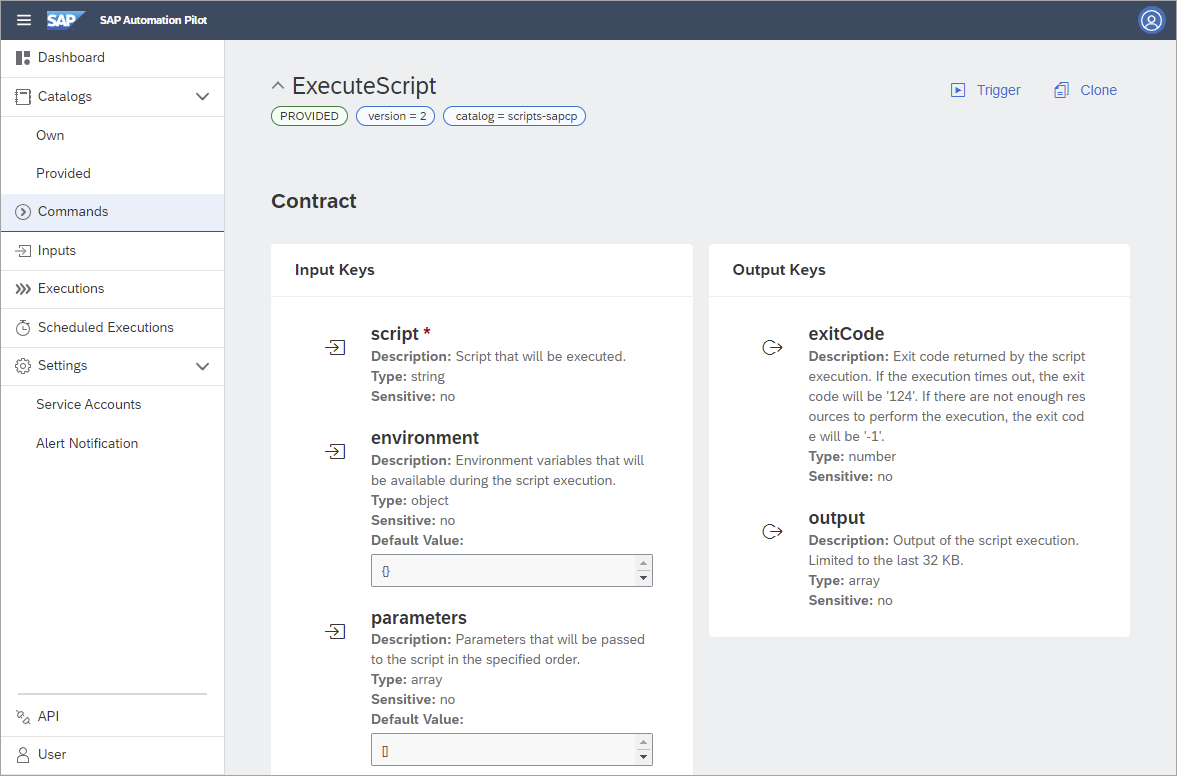 SAP SAP Automation Pilot
Dashboard
Catalogs
Own
Provided
Commands
Inputs
Executions
Scheduled Executions
Settings
Service Accounts
Alert Notification
API
User
ExecuteScript
Trigger
Clone
PROVIDED
version = 2
catalog = scripts-sapcp
Contract
Input Keys
script *
Description: Script that will be executed.
Type: string
Sensitive: no
environment
Description: Environment variables that will
be available during the script execution.
Type: object
Sensitive: no
Default Value:
{}
parameters
Description: Parameters that will be passed
to the script in the specified order.
Type: array
Sensitive: no
Default Value:
[]
Output Keys
exitCode
Description: Exit code returned by the script
execution. If the execution times out, the exit
code will be '124'. If there are not enough res
ources to perform the execution, the exit cod
e will be '-1'.
Type: number
Sensitive: no
output
Description: Output of the script execution.
Limited to the last 32 KB.
Type: array
Sensitive: no